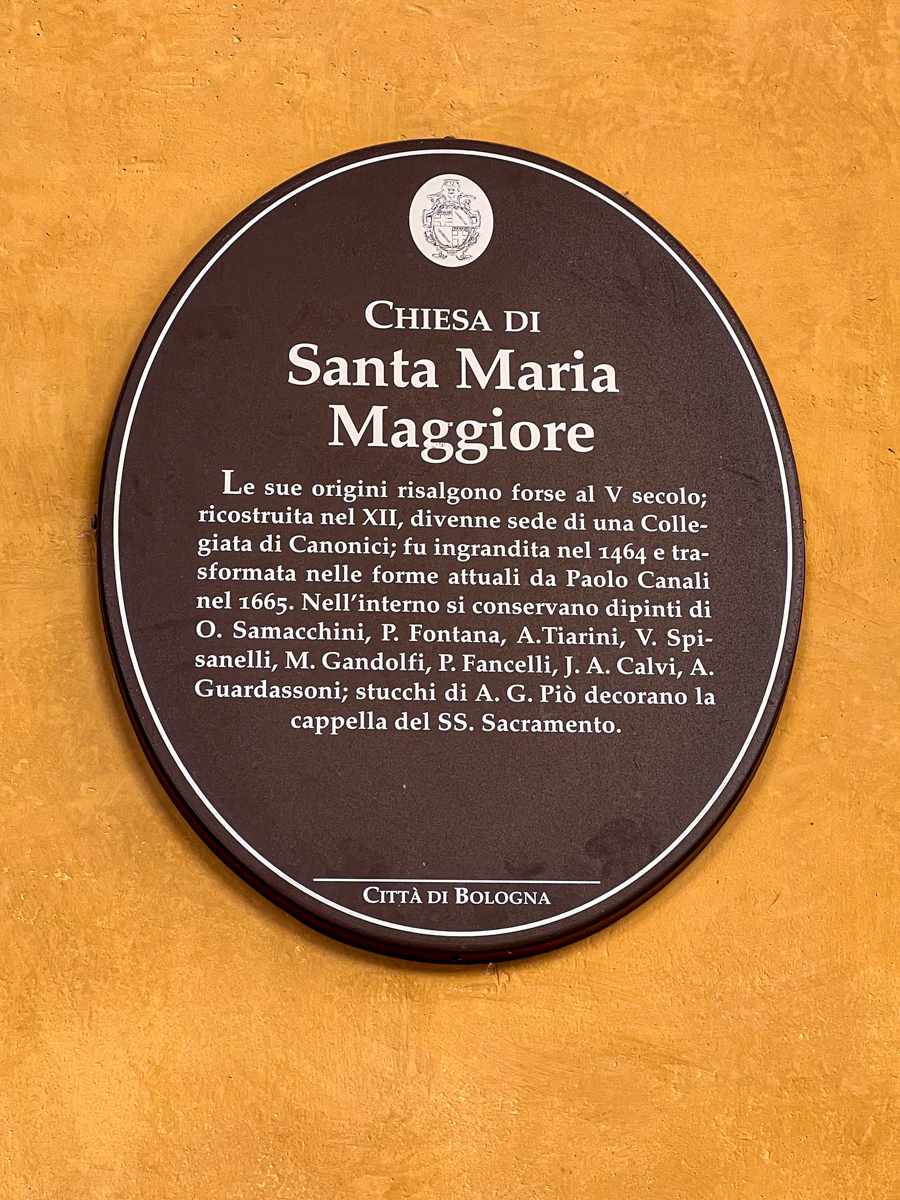 CHIESA DI
Santa Maria
Maggiore
Le sue origini risalgono forse al V secolo;
ricostruita nel XII, divenne sede di una Colle-
giata di Canonici; fu ingrandita nel 1464 e tra-
sformata nelle forme attuali da Paolo Canali
nel 1665. Nell'interno si conservano dipinti di
O. Samacchini, P. Fontana, A.Tiarini, V. Spi-
sanelli, M. Gandolfi, P. Fancelli, J. A. Calvi, A.
Guardassoni; stucchi di A. G. Piò decorano la
cappella del SS. Sacramento.
CITTÀ DI BOLOGNA